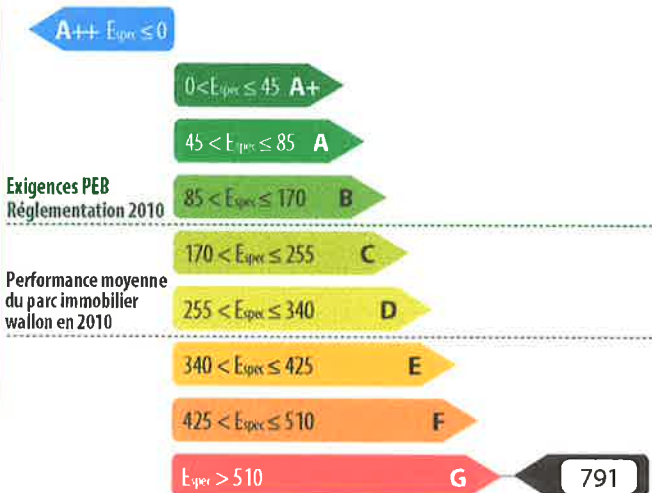 A++ Espec ≤ 0
0 < Espec ≤ 45 A+
45 < Espec ≤ 85 A
Exigences PEB
Réglementation 2010
85 < Espec ≤ 170 B
170 < Espec ≤ 255 C
Performance moyenne
du parc immobilier
wallon en 2010
255 < Espec ≤ 340 D
340 < Espec ≤ 425 E
425 < Espec ≤ 510 F
Espec > 510 G 791